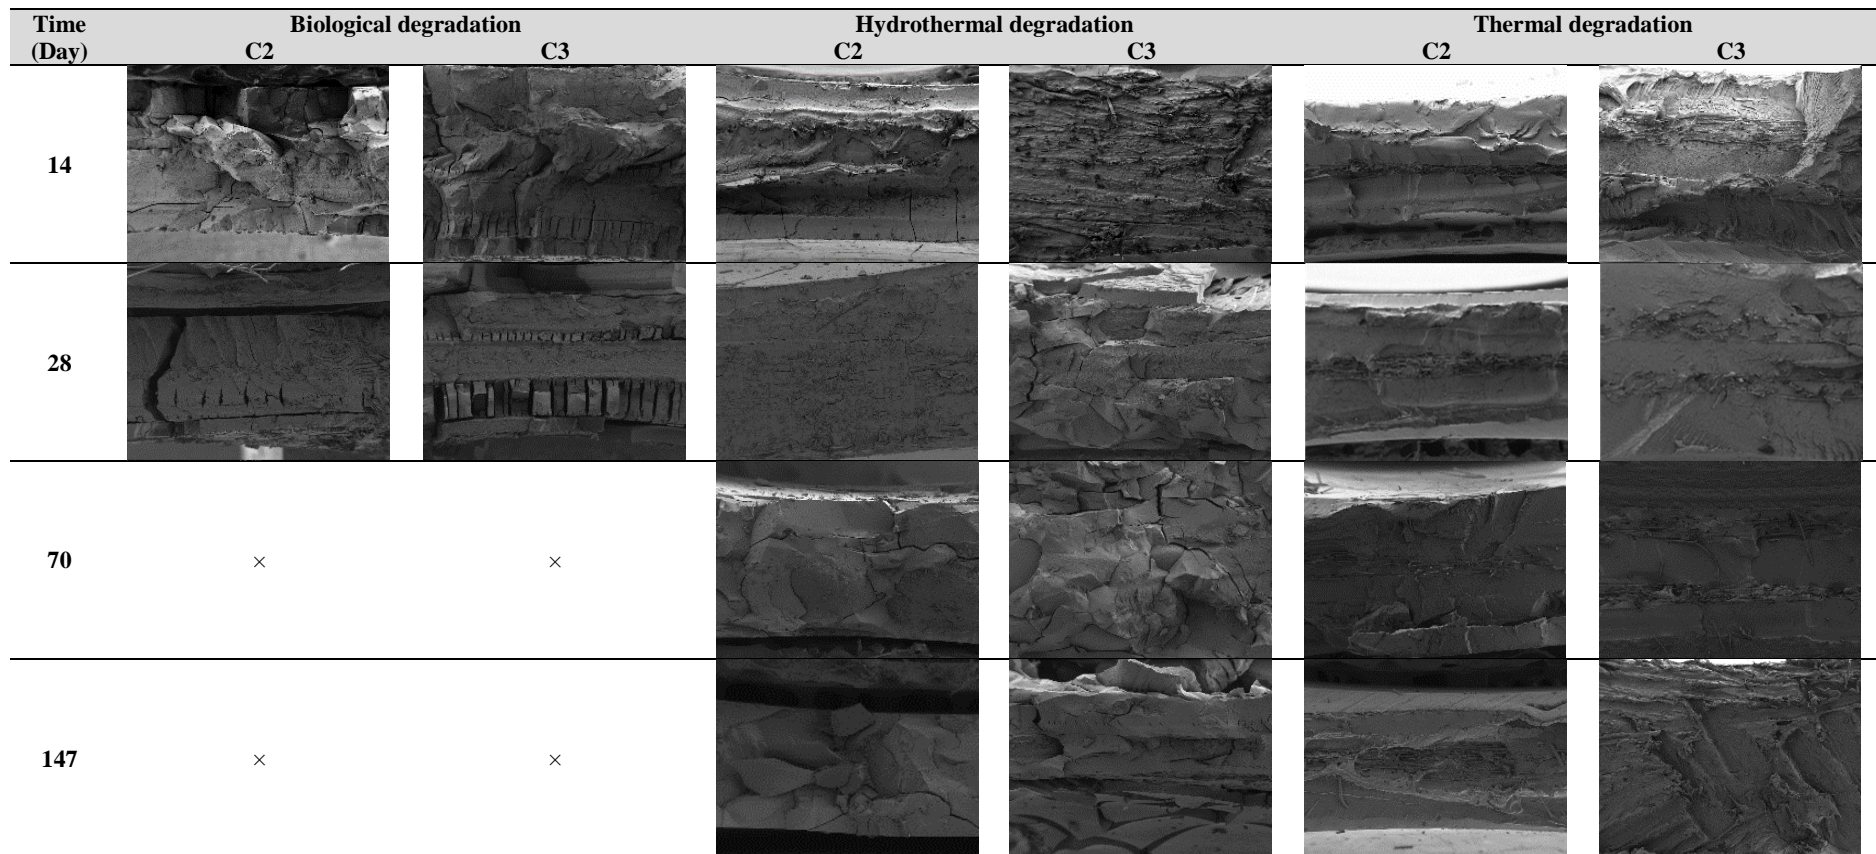 Time Biological degradation Hydrothermal degradation Thermal degradation
(Day) C2 C3 C2 C3 C2 C3
14
28
70 × ×
147 × ×